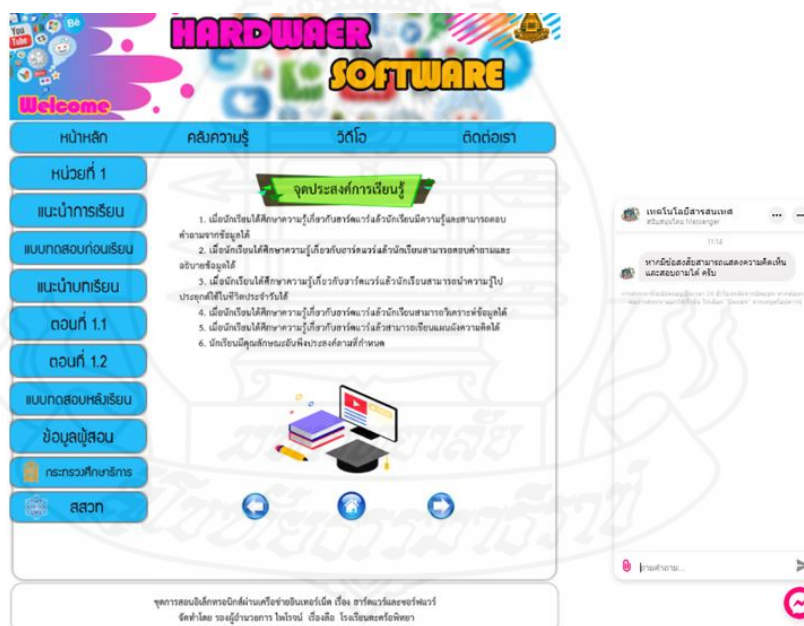 You
Tube
Bē
HARDWAER
SOFTWARE
Welcome
หน้าหลัก
คลังความรู้
วิดีโอ
ติดต่อเรา
หน่วยที่ 1
แนะนำการเรียน
แบบทดสอบก่อนเรียน
แนะนำบทเรียน
ตอนที่ 1.1
ตอนที่ 1.2
แบบทดสอบหลังเรียน
ข้อมูลผู้สอน
กระทรวงศึกษาธิการ
สสวท
จุดประสงค์การเรียนรู้
1. เมื่อนักเรียนได้ศึกษาความรู้เกี่ยวกับฮาร์ดแวร์แล้วนักเรียนมีความรู้และสามารถตอบ
คำถามจากข้อมูลได้
2. เมื่อนักเรียนได้ศึกษาความรู้เกี่ยวกับฮาร์ดแวร์แล้วนักเรียนสามารถตอบคำถามและ
อธิบายข้อมูลได้
3. เมื่อนักเรียนได้ศึกษาความรู้เกี่ยวกับฮาร์ดแวร์แล้วนักเรียนสามารถนำความรู้ไป
ประยุกต์ใช้ในชีวิตประจำวันได้
4. เมื่อนักเรียนได้ศึกษาความรู้เกี่ยวกับฮาร์ดแวร์แล้วนักเรียนสามารถวิเคราะห์ข้อมูลได้
5. เมื่อนักเรียนได้ศึกษาความรู้เกี่ยวกับฮาร์ดแวร์แล้วสามารถเขียนแผนผังความคิดได้
6. นักเรียนมีคุณลักษณะอันพึงประสงค์ตามที่กำหนด
ชุดการสอนอิเล็กทรอนิกส์ผ่านเครือข่ายอินเทอร์เน็ต เรื่อง ฮาร์ดแวร์และซอฟต์แวร์
จัดทำโดย รองผู้อำนวยการ ไพโรจน์ เรืองลือ โรงเรียนตะคร้อพิทยา
เทคโนโลยีสารสนเทศ
สนับสนุนโดย Messenger
11:14
หากมีข้อสงสัยสามารถแสดงความคิดเห็น
และสอบถามได้ ครับ
ถามคำถาม...